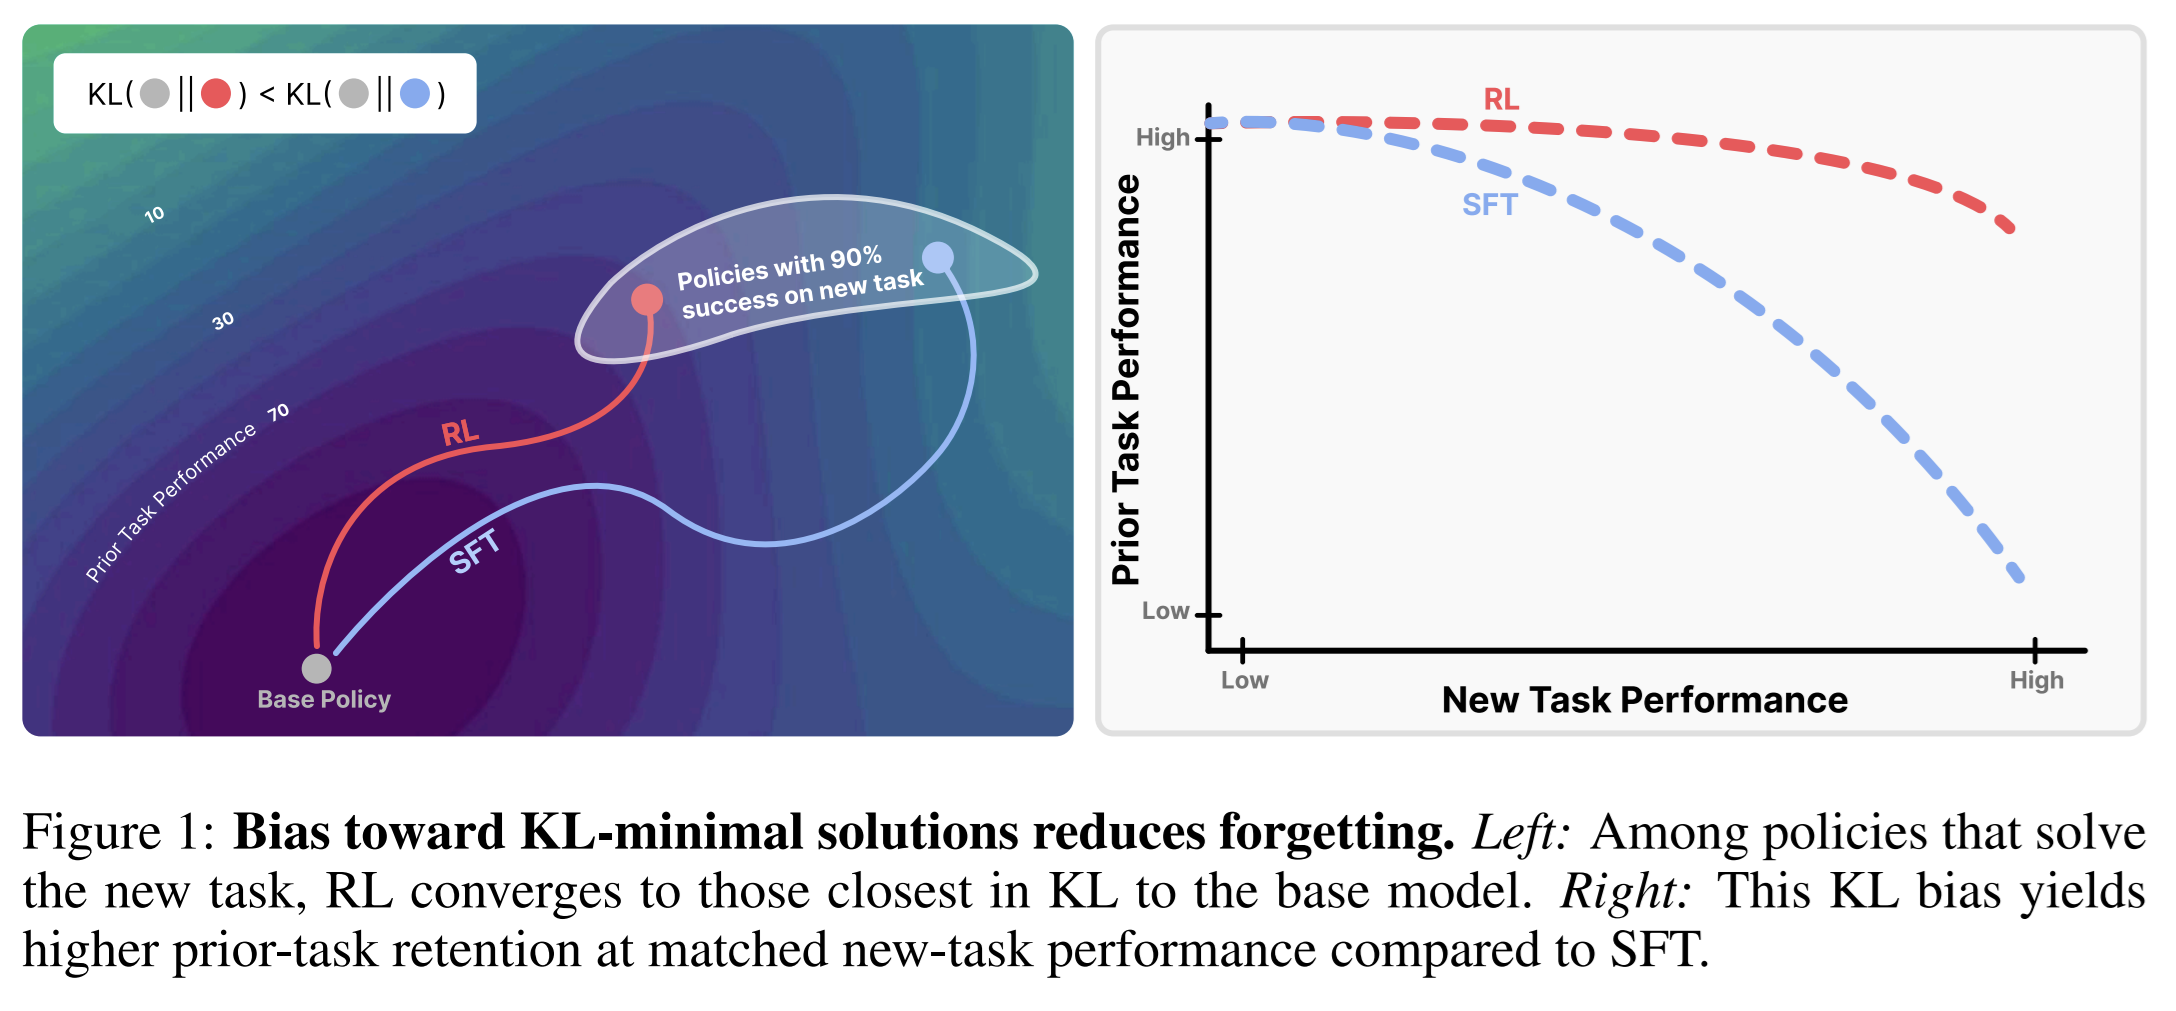 KL( || ) < KL( || )
10
30
70
Prior Task Performance
Policies with 90%
success on new task
RL
SFT
Base Policy
RL
SFT
High
Low
Prior Task Performance
Low
High
New Task Performance
Figure 1: Bias toward KL-minimal solutions reduces forgetting. Left: Among policies that solve
the new task, RL converges to those closest in KL to the base model. Right: This KL bias yields
higher prior-task retention at matched new-task performance compared to SFT.